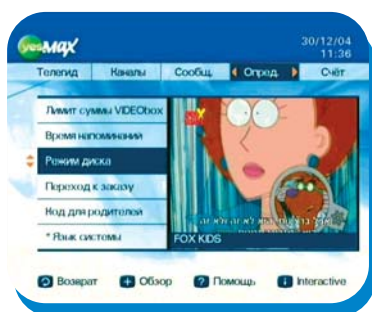 yesMAX
30/12/04
11:36
Телегид Каналы Сообщ. Опред. Счёт
Лимит суммы VIDEObox
Время напоминаний
Режим диска
Переход к заказу
Код для родителей
* Язык системы
FOX KIDS
Возврат + Обзор ? Помощь i Interactive